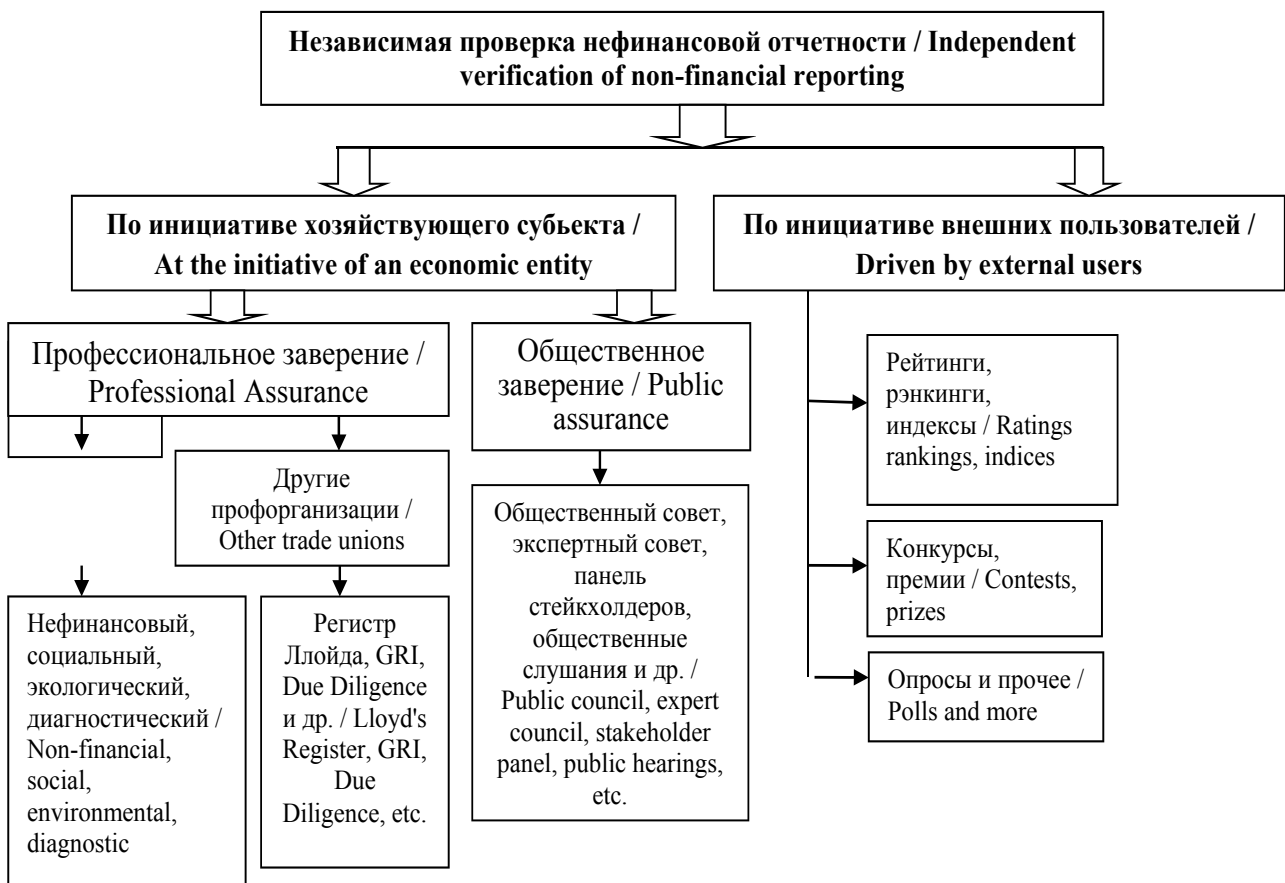 Независимая проверка нефинансовой отчетности / Independent
verification of non-financial reporting
По инициативе хозяйствующего субъекта /
At the initiative of an economic entity
По инициативе внешних пользователей /
Driven by external users
Профессиональное заверение /
Professional Assurance
Общественное
заверение / Public
assurance
Рейтинги,
рэнкинги,
индексы / Ratings
rankings, indices
Другие
профорганизации /
Other trade unions
Нефинансовый,
социальный,
экологический,
диагностический /
Non-financial,
social,
environmental,
diagnostic
Регистр
Ллойда, GRI,
Due Diligence
и др. / Lloyd's
Register, GRI,
Due
Diligence, etc.
Общественный совет,
экспертный совет,
панель
стейкхолдеров,
общественные
слушания и др. /
Public council, expert
council, stakeholder
panel, public hearings,
etc.
Конкурсы,
премии / Contests,
prizes
Опросы и прочее /
Polls and more